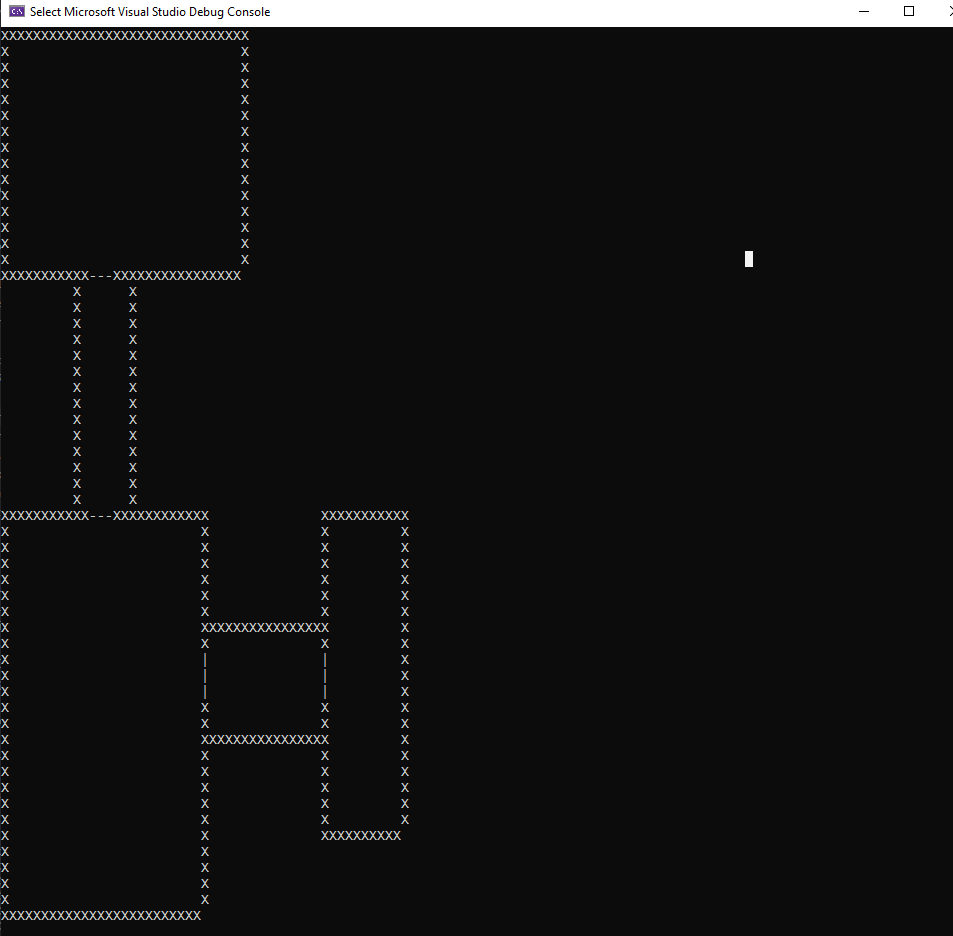 Select Microsoft Visual Studio Debug Console
XXXXXXXXXXXXXXXXXXXXXXXXXXXXXXX
X                             X
X                             X
X                             X
X                             X
X                             X
X                             X
X                             X
X                             X
X                             X
X                             X
X                             X
X                             X
X                             X
X                             X
XXXXXXXXXXX---XXXXXXXXXXXXXXXX
         X      X
         X      X
         X      X
         X      X
         X      X
         X      X
         X      X
         X      X
         X      X
         X      X
         X      X
         X      X
         X      X
         X      X
XXXXXXXXXXX---XXXXXXXXXXXX              XXXXXXXXXXX
X                        X              X         X
X                        X              X         X
X                        X              X         X
X                        X              X         X
X                        X              X         X
X                        X              X         X
X                        XXXXXXXXXXXXXXXX         X
X                        X              X         X
X                        |              |         X
X                        |              |         X
X                        |              |         X
X                        X              X         X
X                        X              X         X
X                        XXXXXXXXXXXXXXXX         X
X                        X              X         X
X                        X              X         X
X                        X              X         X
X                        X              X         X
X                        X              X         X
X                        X              XXXXXXXXXX
X                        X
X                        X
X                        X
X                        X
XXXXXXXXXXXXXXXXXXXXXXXXX